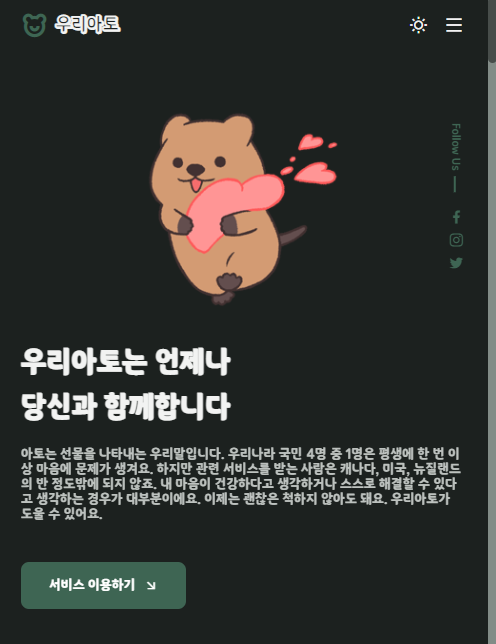 우리아토
Follow Us
우리아토는 언제나
당신과 함께합니다
아토는 선물을 나타내는 우리말입니다. 우리나라 국민 4명 중 1명은 평생에 한 번 이
상 마음에 문제가 생겨요. 하지만 관련 서비스를 받는 사람은 캐나다, 미국, 뉴질랜드
의 반 정도밖에 되지 않죠. 내 마음이 건강하다고 생각하거나 스스로 해결할 수 있다
고 생각하는 경우가 대부분이에요. 이제는 괜찮은 척하지 않아도 돼요. 우리아토가
도울 수 있어요.
서비스 이용하기